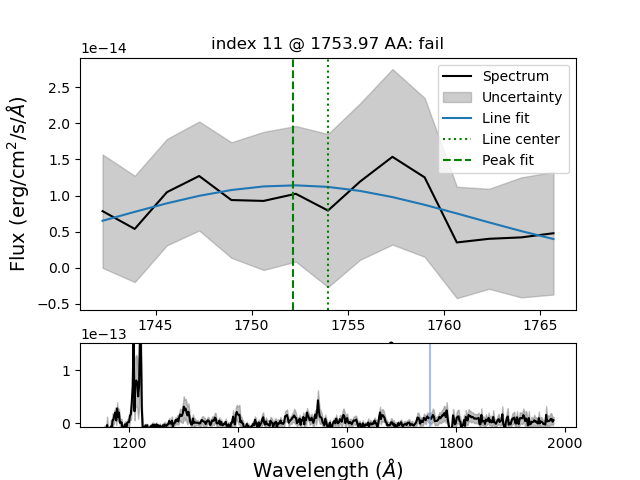 index 11 @ 1753.97 AA: fail
1e−14
Flux (erg/cm²/s/Å)
2.5
2.0
1.5
1.0
0.5
0.0
−0.5
Spectrum
Uncertainty
Line fit
Line center
Peak fit
1745
1750
1755
1760
1765
1e−13
1
0
1200
1400
1600
1800
2000
Wavelength (Å)